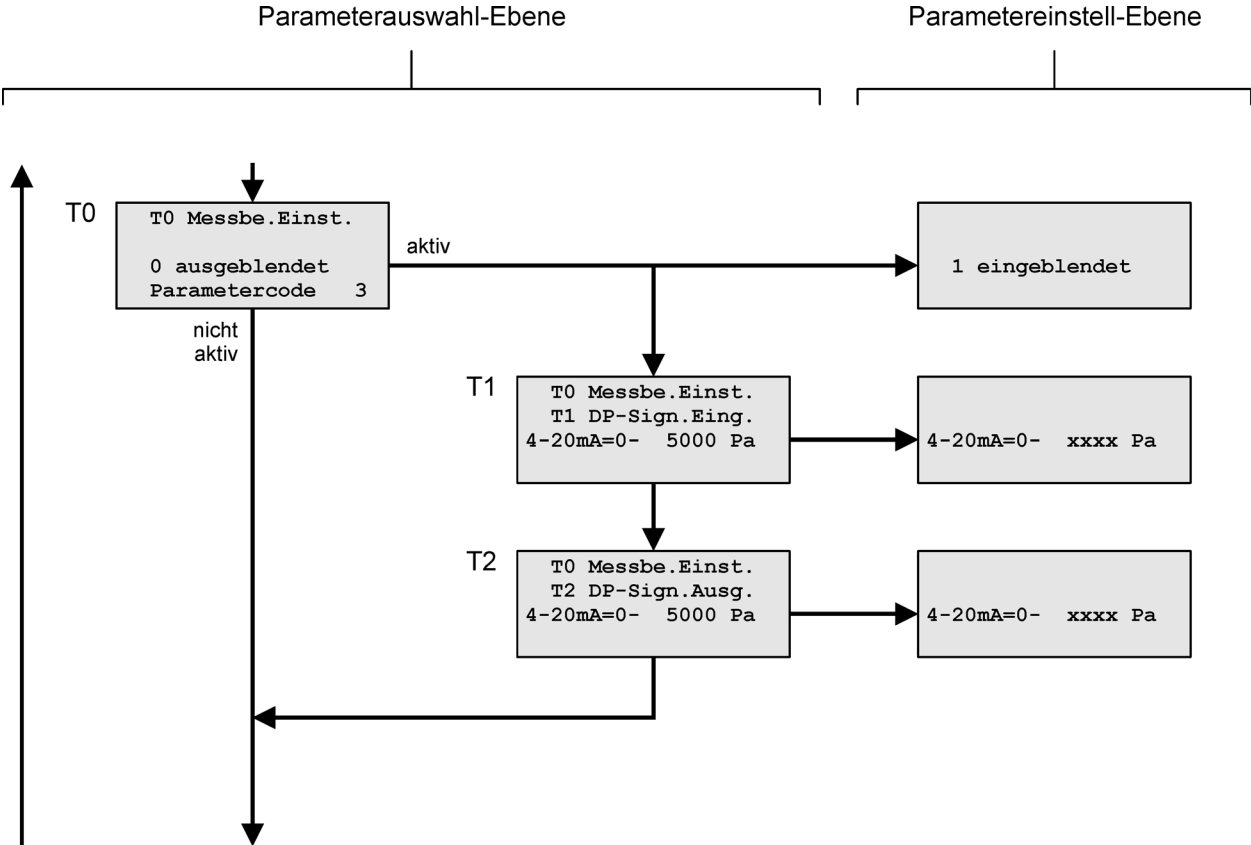 Parameterauswahl-Ebene
Parametereinstell-Ebene
T0
T0 Messbe.Einst.
0 ausgeblendet
Parametercode 3
aktiv
1 eingeblendet
nicht
aktiv
T1
T0 Messbe.Einst.
T1 DP-Sign.Eing.
4-20mA=0- 5000 Pa
4-20mA=0- xxxx Pa
T2
T0 Messbe.Einst.
T2 DP-Sign.Ausg.
4-20mA=0- 5000 Pa
4-20mA=0- xxxx Pa